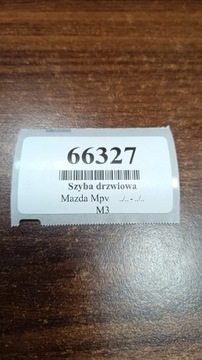 66327
Szyba drzwiowa
Mazda Mpv ../.. - ../..
M3